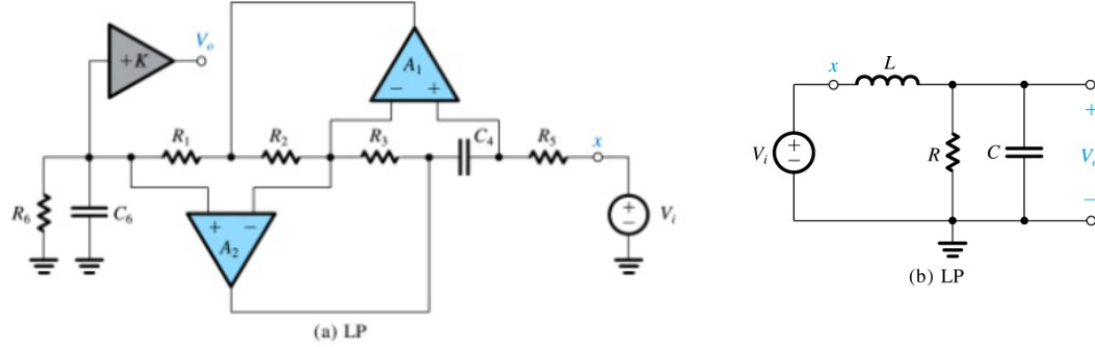 +K
V_o
A_1
− +
R_1
R_2
R_3
C_4
R_5
x
R_6
C_6
+ −
A_2
V_i
+
−
(a) LP
x
L
V_i
+
−
R
C
+
−
(b) LP